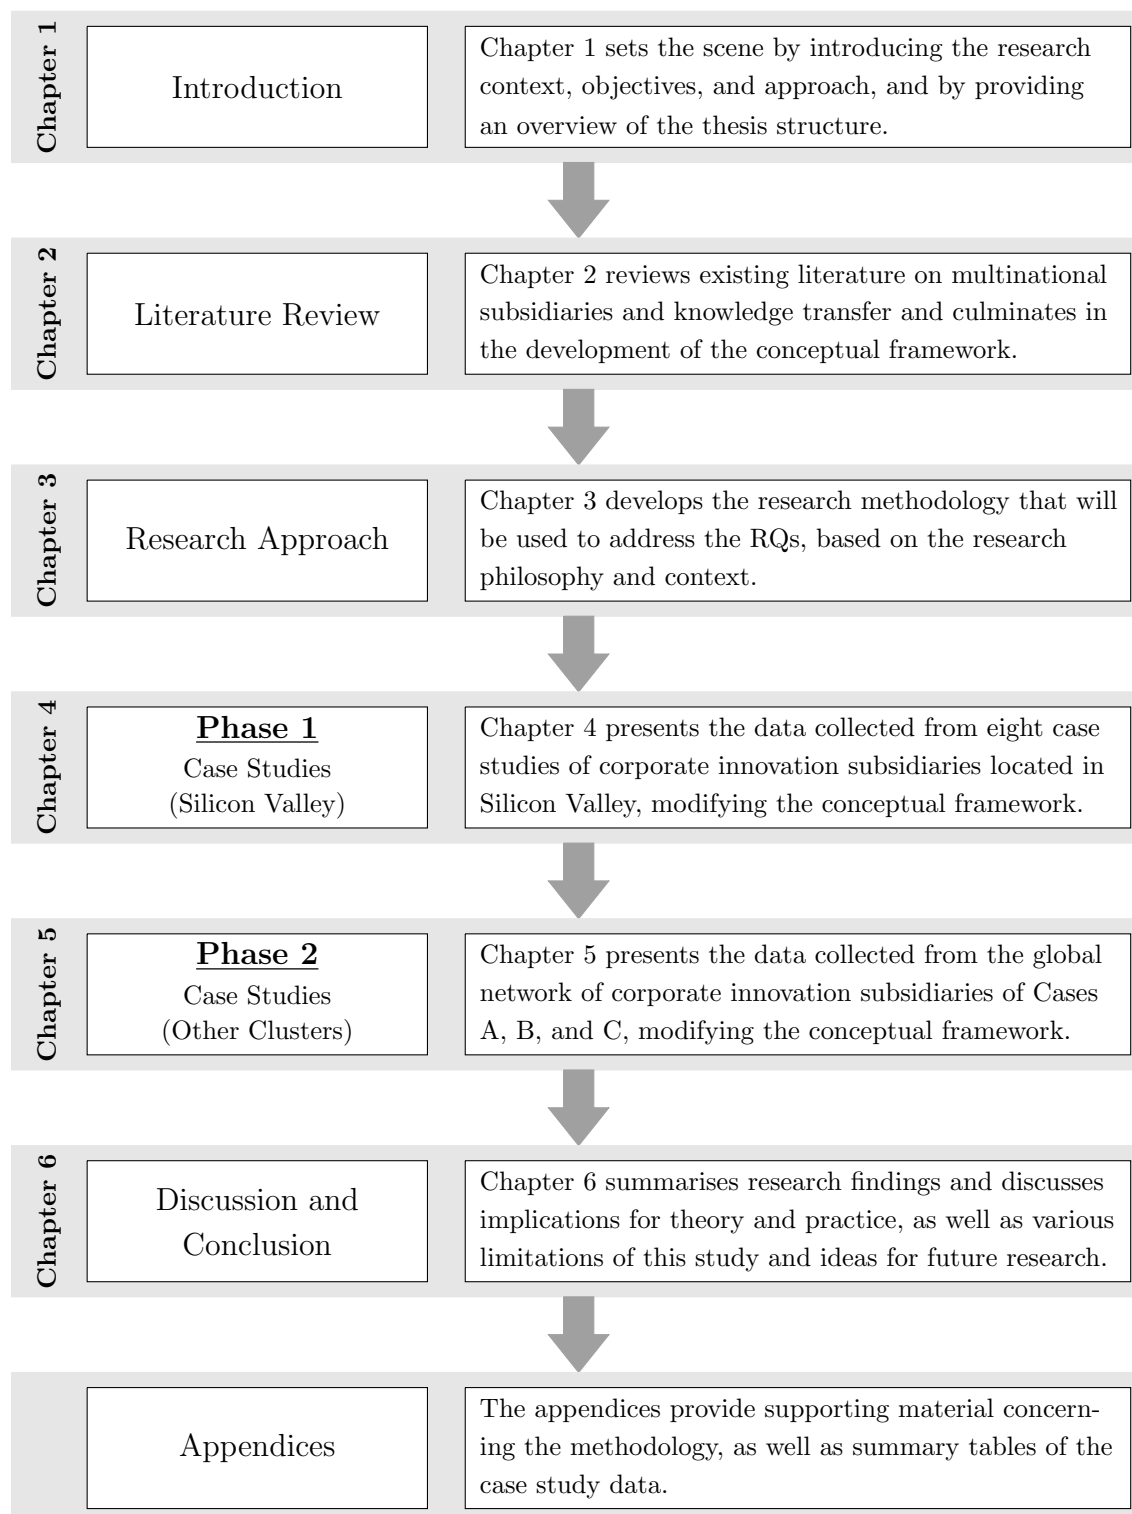 Chapter 1
Introduction
Chapter 1 sets the scene by introducing the research
context, objectives, and approach, and by providing
an overview of the thesis structure.
Chapter 2
Literature Review
Chapter 2 reviews existing literature on multinational
subsidiaries and knowledge transfer and culminates in
the development of the conceptual framework.
Chapter 3
Research Approach
Chapter 3 develops the research methodology that will
be used to address the RQs, based on the research
philosophy and context.
Chapter 4
Phase 1
Case Studies
(Silicon Valley)
Chapter 4 presents the data collected from eight case
studies of corporate innovation subsidiaries located in
Silicon Valley, modifying the conceptual framework.
Chapter 5
Phase 2
Case Studies
(Other Clusters)
Chapter 5 presents the data collected from the global
network of corporate innovation subsidiaries of Cases
A, B, and C, modifying the conceptual framework.
Chapter 6
Discussion and
Conclusion
Chapter 6 summarises research findings and discusses
implications for theory and practice, as well as various
limitations of this study and ideas for future research.
Appendices
The appendices provide supporting material concern-
ing the methodology, as well as summary tables of the
case study data.